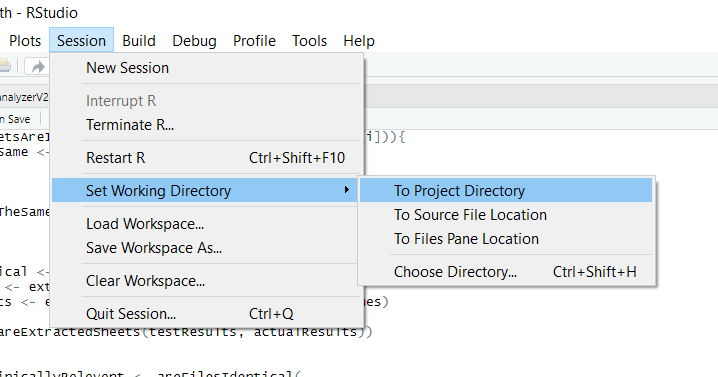 th - RStudio
Plots Session Build Debug Profile Tools Help
New Session
nalyzerV2
Interrupt R
n Save
Terminate R...
etsAreI i])){
Same <-
Restart R Ctrl+Shift+F10
Set Working Directory To Project Directory
TheSame To Source File Location
Load Workspace...
Save Workspace As... To Files Pane Location
ical <- Clear Workspace... Choose Directory... Ctrl+Shift+H
<- ext
ts <- e es)
Quit Session... Ctrl+Q
areExtractedSheets(testResults, actualResults))
inicallyRelevent <- areFilesIdentical(